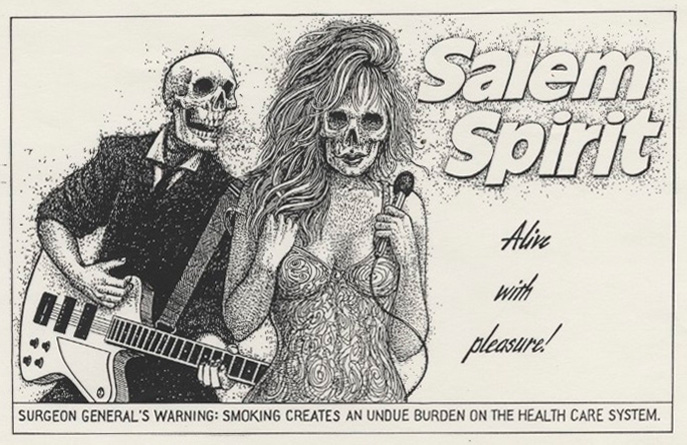 Salem
Spirit
Alive
with
pleasure!
SURGEON GENERAL'S WARNING: SMOKING CREATES AN UNDUE BURDEN ON THE HEALTH CARE SYSTEM.